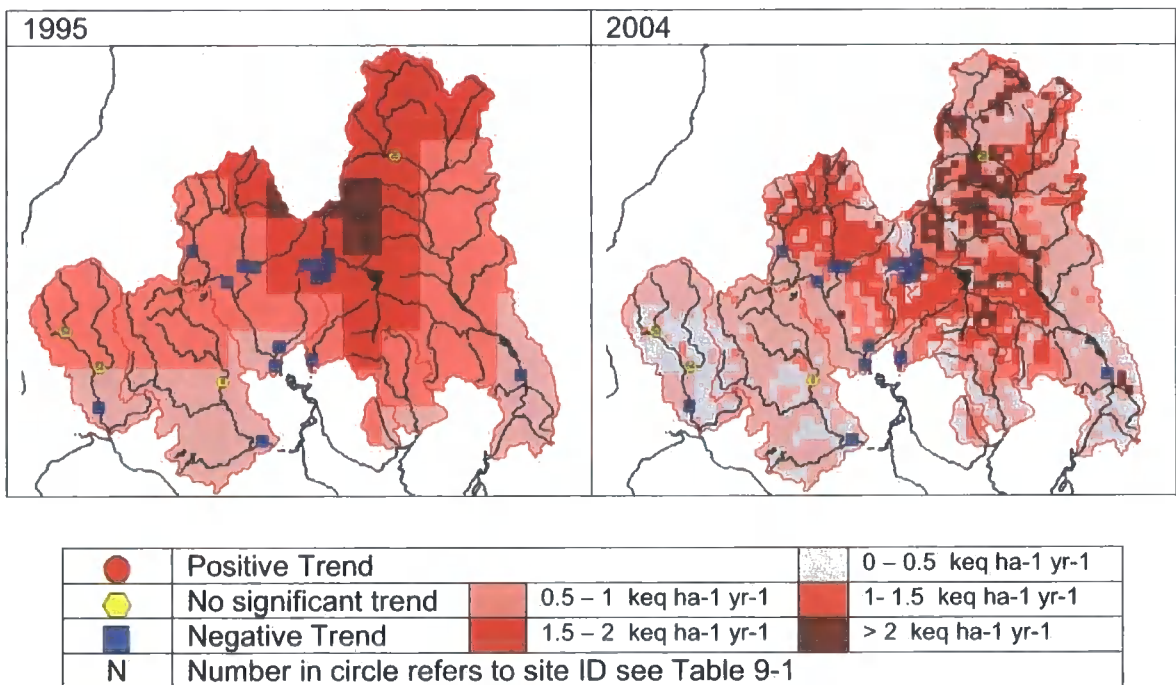 1995 2004
Positive Trend 0 – 0.5 keq ha-1 yr-1
No significant trend 0.5 – 1 keq ha-1 yr-1 1- 1.5 keq ha-1 yr-1
Negative Trend 1.5 – 2 keq ha-1 yr-1 > 2 keq ha-1 yr-1
N Number in circle refers to site ID see Table 9-1